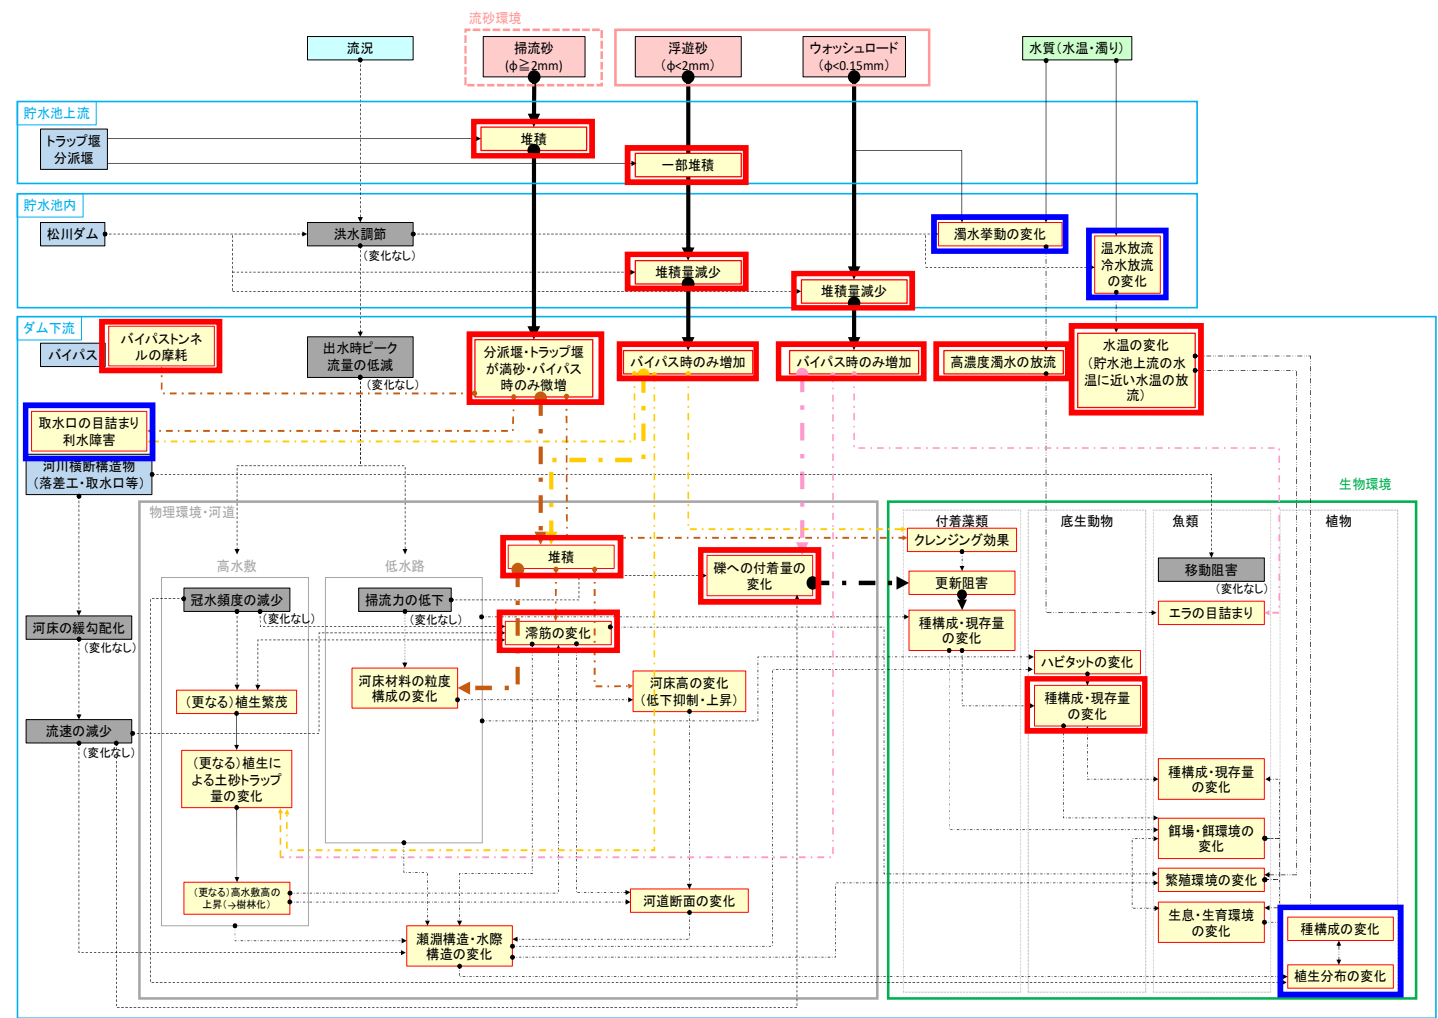 流砂環境
流況
掃流砂
(φ≧2mm)
浮遊砂
(φ<2mm)
ウォッシュロード
(φ<0.15mm)
水質(水温・濁り)
貯水池上流
トラップ堰
分派堰
堆積
一部堆積
貯水池内
松川ダム
洪水調節
(変化なし)
堆積量減少
堆積量減少
濁水挙動の変化
温水放流
冷水放流
の変化
ダム下流
バイパス
バイパストンネ
ルの摩耗
出水時ピーク
流量の低減
(変化なし)
分派堰・トラップ堰
が満砂・バイパス
時のみ微増
バイパス時のみ増加
バイパス時のみ増加
高濃度濁水の放流
水温の変化
(貯水池上流の水
温に近い水温の放
流)
取水口の目詰まり
利水障害
河川横断構造物
(落差工・取水口等)
生物環境
物理環境・河道
付着藻類
底生動物
魚類
植物
高水敷
低水路
堆積
クレンジング効果
礫への付着量の
変化
更新阻害
移動阻害
(変化なし)
冠水頻度の減少
(変化なし)
掃流力の低下
(変化なし)
エラの目詰まり
河床の緩勾配化
(変化なし)
澪筋の変化
種構成・現存量
の変化
ハビタットの変化
河床材料の粒度
構成の変化
河床高の変化
(低下抑制・上昇)
(更なる)植生繁茂
種構成・現存量
の変化
流速の減少
(変化なし)
(更なる)植生に
よる土砂トラップ
量の変化
種構成・現存量
の変化
餌場・餌環境の
変化
繁殖環境の変化
(更なる)高水敷高の
上昇(→樹林化)
河道断面の変化
生息・生育環境
の変化
種構成の変化
瀬淵構造・水際
構造の変化
植生分布の変化